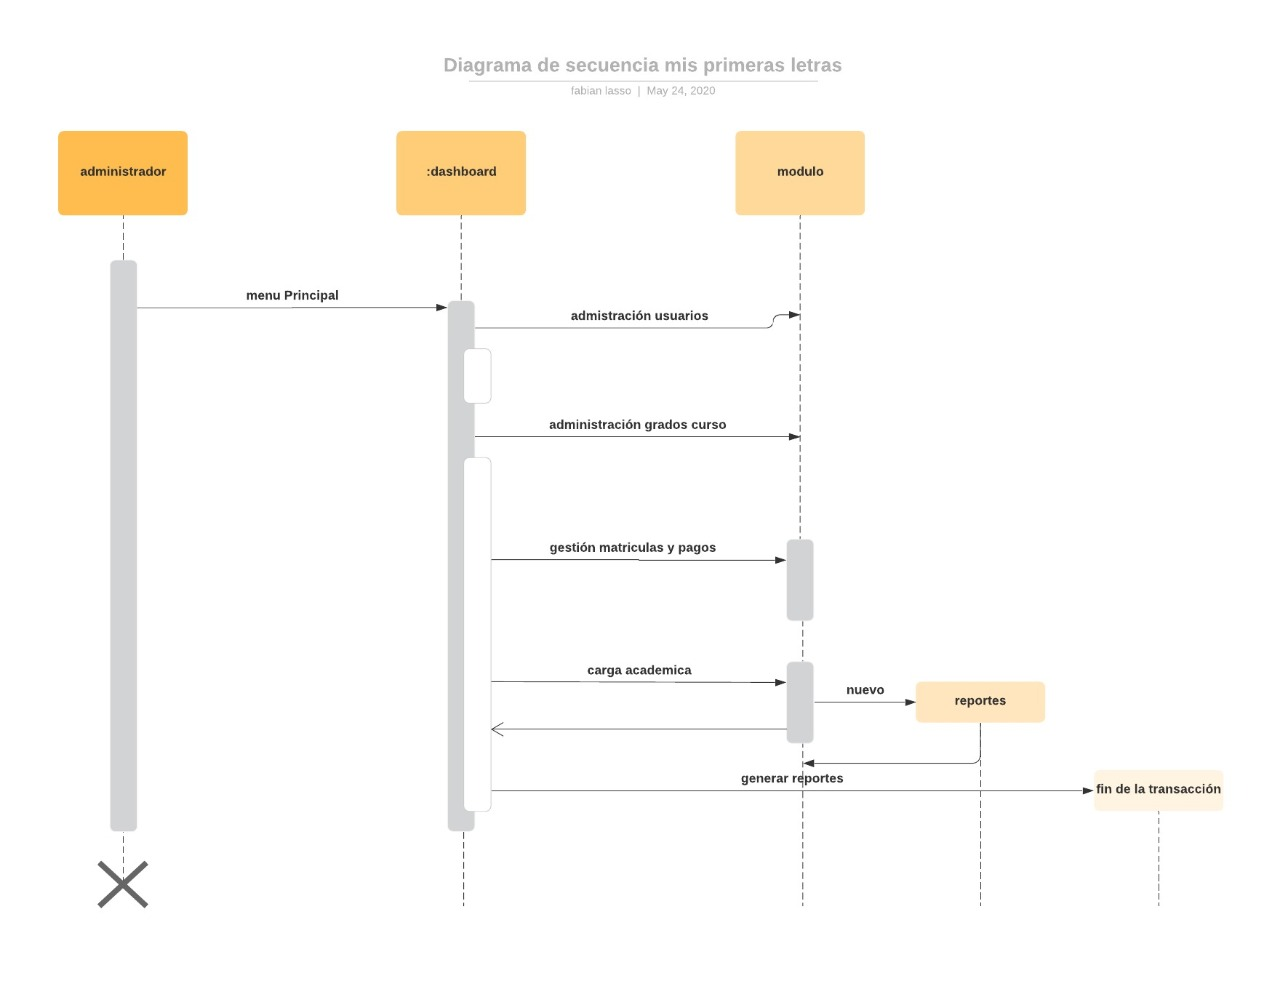 Diagrama de secuencia mis primeras letras
fabian lasso | May 24, 2020
administrador
:dashboard
modulo
menu Principal
admistración usuarios
administración grados curso
gestión matriculas y pagos
carga academica
nuevo
reportes
generar reportes
fin de la transacción